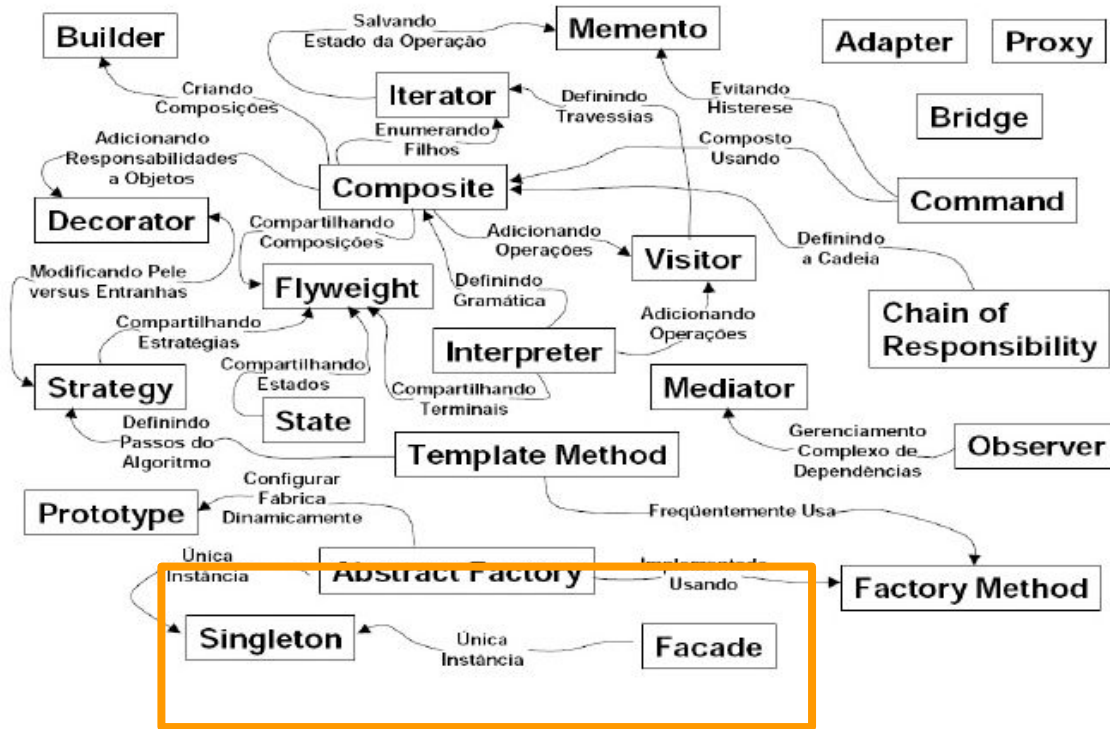 Builder
Salvando
Estado da Operação
Memento
Adapter
Proxy
Criando
Composições
Iterator
Definindo
Travessias
Evitando
Histerese
Bridge
Adicionando
Responsabilidades
a Objetos
Enumerando
Filhos
Composto
Usando
Composite
Command
Decorator
Compartilhando
Composições
Adicionando
Operações
Visitor
Definindo
a Cadeia
Modificando Pele
versus Entranhas
Flyweight
Definindo
Gramática
Adicionando
Operações
Chain of
Responsibility
Compartilhando
Estratégias
Interpreter
Strategy
Compartilhando
Estados
Compartilhando
Terminais
Mediator
State
Definindo
Passos do
Algoritmo
Template Method
Gerenciamento
Complexo de
Dependências
Observer
Prototype
Configurar
Fábrica
Dinamicamente
Freqüentemente Usa
Única
Instância
Abstract Factory
Implementado
Usando
Factory Method
Singleton
Única
Instância
Facade